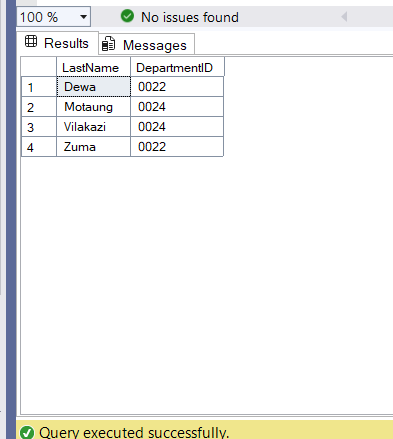 100 % No issues found
Results Messages
LastName DepartmentID
1 Dewa 0022
2 Motaung 0024
3 Vilakazi 0024
4 Zuma 0022
Query executed successfully.